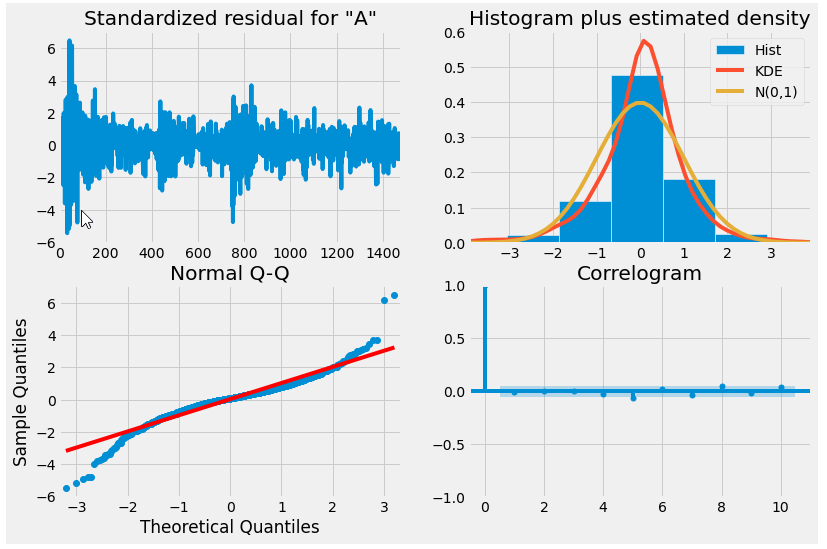 Standardized residual for "A"
6
4
2
0
−2
−4
−6
0 200 400 600 800 1000 1200 1400
Histogram plus estimated density
0.6
0.5
0.4
0.3
0.2
0.1
0.0
Hist
KDE
N(0,1)
−3 −2 −1 0 1 2 3
Normal Q-Q
Sample Quantiles
6
4
2
0
−2
−4
−6
−3 −2 −1 0 1 2 3
Theoretical Quantiles
Correlogram
1.0
0.5
0.0
−0.5
−1.0
0 2 4 6 8 10